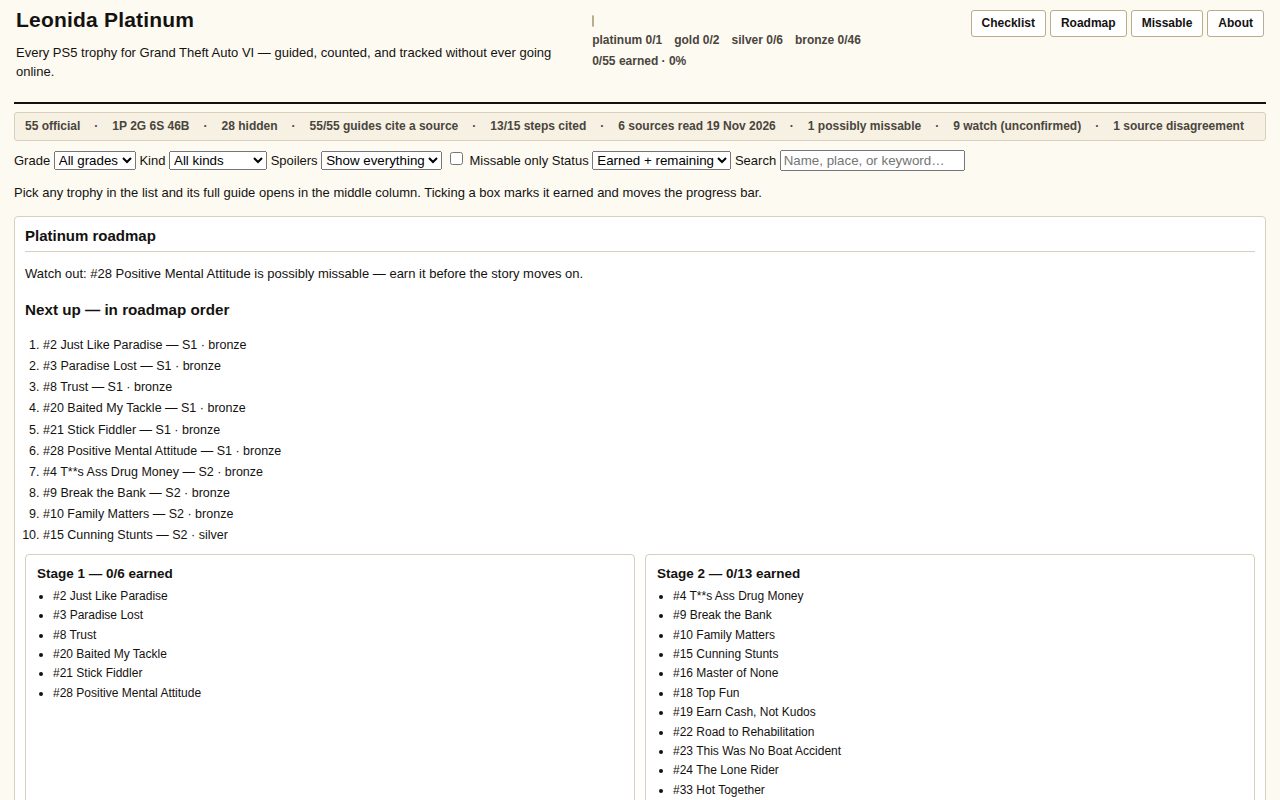 Leonida Platinum
Every PS5 trophy for Grand Theft Auto VI — guided, counted, and tracked without ever going
online.
platinum 0/1 gold 0/2 silver 0/6 bronze 0/46
0/55 earned · 0%
Checklist Roadmap Missable About
55 official · 1P 2G 6S 46B · 28 hidden · 55/55 guides cite a source · 13/15 steps cited · 6 sources read 19 Nov 2026 · 1 possibly missable · 9 watch (unconfirmed) · 1 source disagreement
Grade All grades Kind All kinds Spoilers Show everything Missable only Status Earned + remaining Search Name, place, or keyword…
Pick any trophy in the list and its full guide opens in the middle column. Ticking a box marks it earned and moves the progress bar.
Platinum roadmap
Watch out: #28 Positive Mental Attitude is possibly missable — earn it before the story moves on.
Next up — in roadmap order
1. #2 Just Like Paradise — S1 · bronze
2. #3 Paradise Lost — S1 · bronze
3. #8 Trust — S1 · bronze
4. #20 Baited My Tackle — S1 · bronze
5. #21 Stick Fiddler — S1 · bronze
6. #28 Positive Mental Attitude — S1 · bronze
7. #4 T**s Ass Drug Money — S2 · bronze
8. #9 Break the Bank — S2 · bronze
9. #10 Family Matters — S2 · bronze
10. #15 Cunning Stunts — S2 · silver
Stage 1 — 0/6 earned
#2 Just Like Paradise
#3 Paradise Lost
#8 Trust
#20 Baited My Tackle
#21 Stick Fiddler
#28 Positive Mental Attitude
Stage 2 — 0/13 earned
#4 T**s Ass Drug Money
#9 Break the Bank
#10 Family Matters
#15 Cunning Stunts
#16 Master of None
#18 Top Fun
#19 Earn Cash, Not Kudos
#22 Road to Rehabilitation
#23 This Was No Boat Accident
#24 The Lone Rider
#33 Hot Together